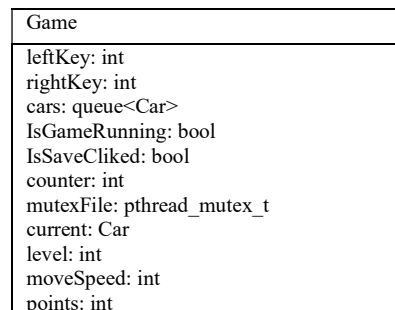 Game
leftKey: int
rightKey: int
cars: queue<Car>
IsGameRunning: bool
IsSaveCliked: bool
counter: int
mutexFile: pthread_mutex_t
current: Car
level: int
moveSpeed: int
points: int